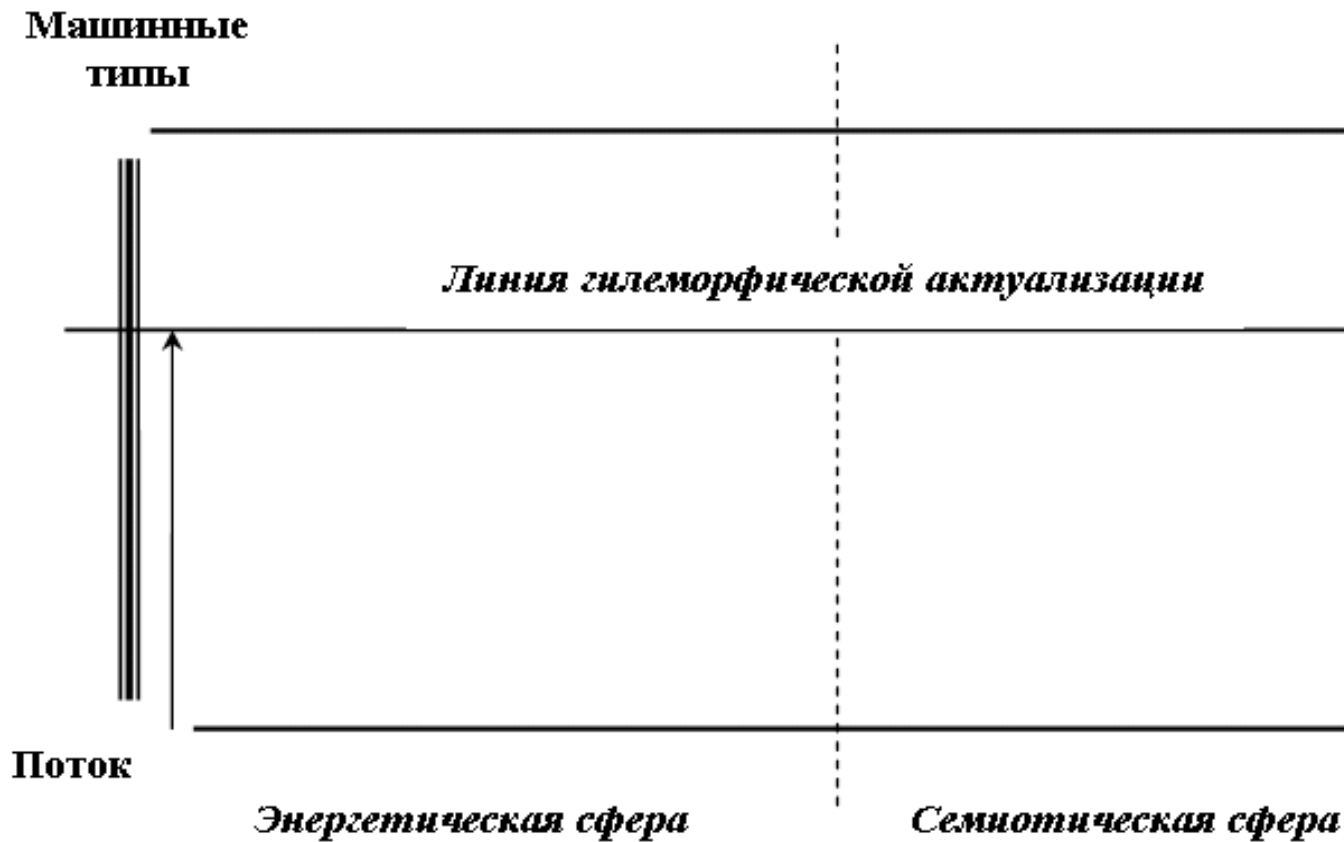 Машинные
типы
Линия гилеморфической актуализации
Поток
Энергетическая сфера
Семиотическая сфера